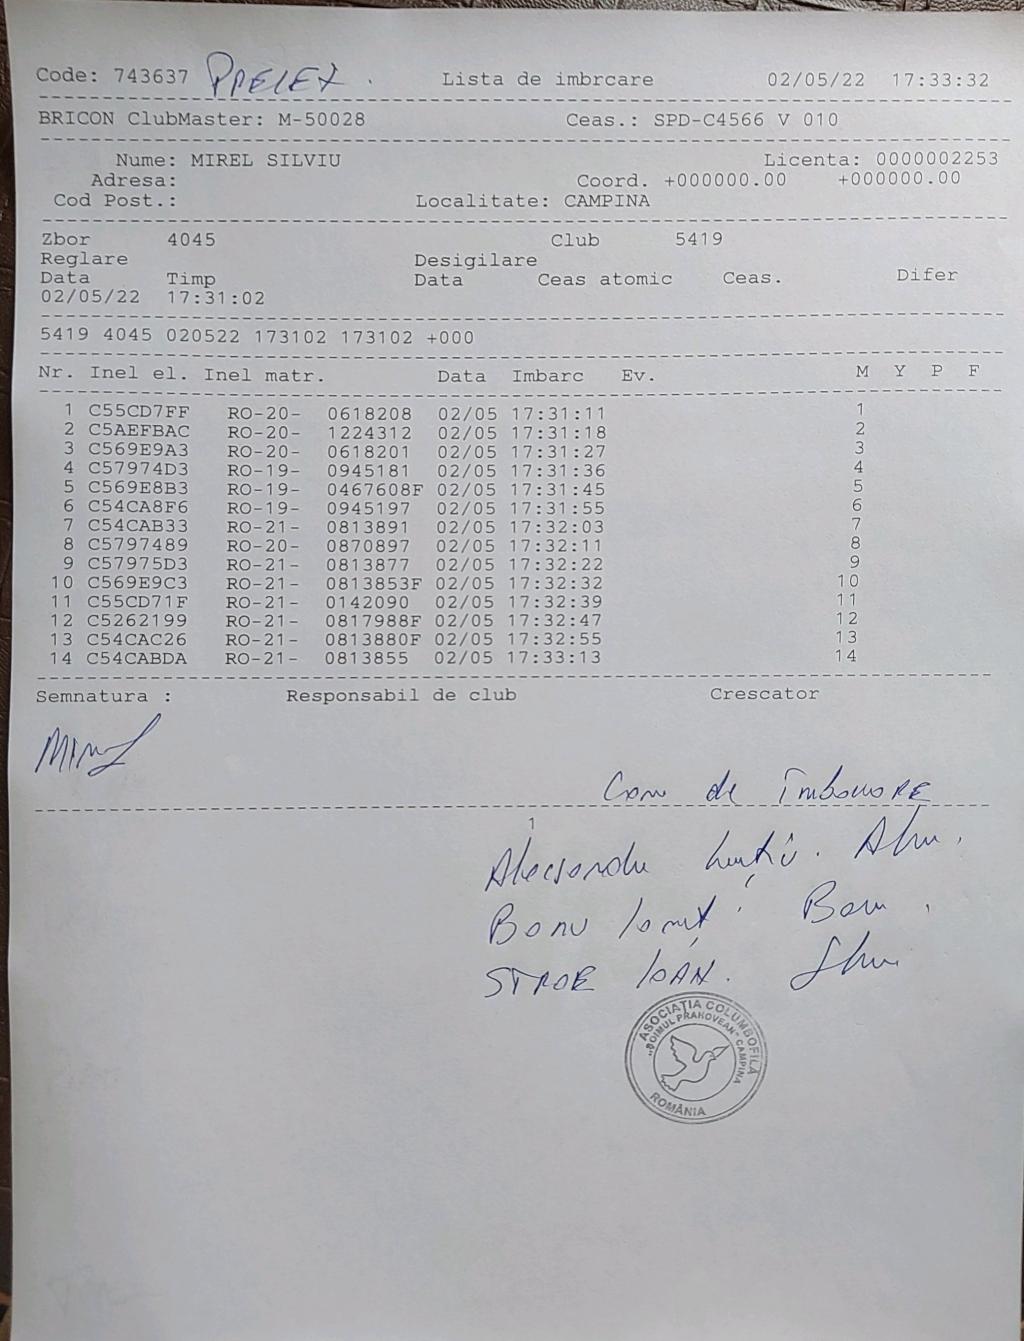 Code: 743637 PRELEZ. Lista de imbrcare 02/05/22 17:33:32
BRICON ClubMaster: M-50028 Ceas.: SPD-C4566 V 010
Nume: MIREL SILVIU Licenta: 0000002253
Adresa: Coord. +000000.00 +000000.00
Cod Post.: Localitate: CAMPINA
Zbor 4045 Club 5419
Reglare Desigilare
Data Timp Data Ceas atomic Ceas. Difer
02/05/22 17:31:02
5419 4045 020522 173102 173102 +000
Nr. Inel el. Inel matr. Data Imbarc Ev. M Y P F
1 C55CD7FF RO-20- 0618208 02/05 17:31:11 1
2 C5AEFBAC RO-20- 1224312 02/05 17:31:18 2
3 C569E9A3 RO-20- 0618201 02/05 17:31:27 3
4 C57974D3 RO-19- 0945181 02/05 17:31:36 4
5 C569E8B3 RO-19- 0467608F 02/05 17:31:45 5
6 C54CA8F6 RO-19- 0945197 02/05 17:31:55 6
7 C54CAB33 RO-21- 0813891 02/05 17:32:03 7
8 C5797489 RO-20- 0870897 02/05 17:32:11 8
9 C57975D3 RO-21- 0813877 02/05 17:32:22 9
10 C569E9C3 RO-21- 0813853F 02/05 17:32:32 10
11 C55CD71F RO-21- 0142090 02/05 17:32:39 11
12 C5262199 RO-21- 0817988F 02/05 17:32:47 12
13 C54CAC26 RO-21- 0813880F 02/05 17:32:55 13
14 C54CABDA RO-21- 0813855 02/05 17:33:13 14
Semnatura : Responsabil de club Crescator
Com de
1
STROE IOAN.
ASOCIAȚIA COLUMBOFILĂ
"ȘOIMUL PRAHOVEAN" CAMPINA
ROMÂNIA